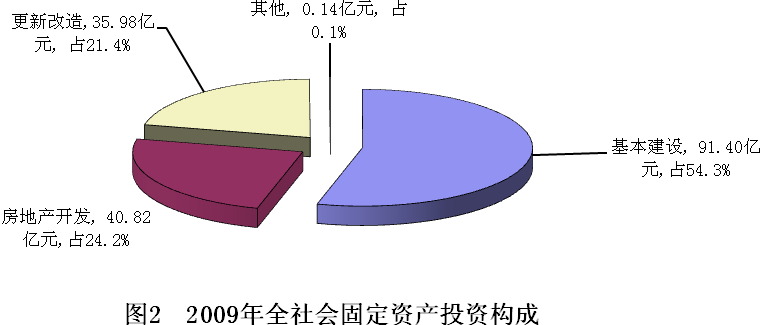 更新改造,35.98亿
元, 占21.4%
其他, 0.14亿元, 占
0.1%
基本建设, 91.40亿
元,占54.3%
房地产开发, 40.82
亿元,占24.2%
图2 2009年全社会固定资产投资构成